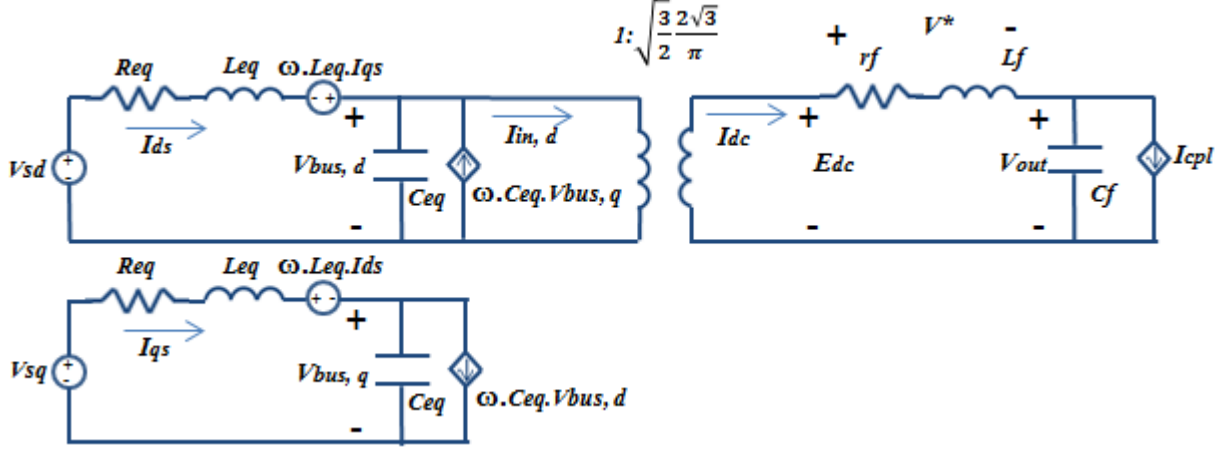 1:√3/2 2√3/π
+ V* -
Req Leq ω.Leq.Iqs rf Lf
- +
+ + +
Ids Iin, d Idc
Vsd + - Vbus, d Edc Vout Icpl
Ceq ω.Ceq.Vbus, q Cf
- - -
Req Leq ω.Leq.Ids
+ -
+
Iqs
Vsq + - Vbus, q
Ceq ω.Ceq.Vbus, d
-